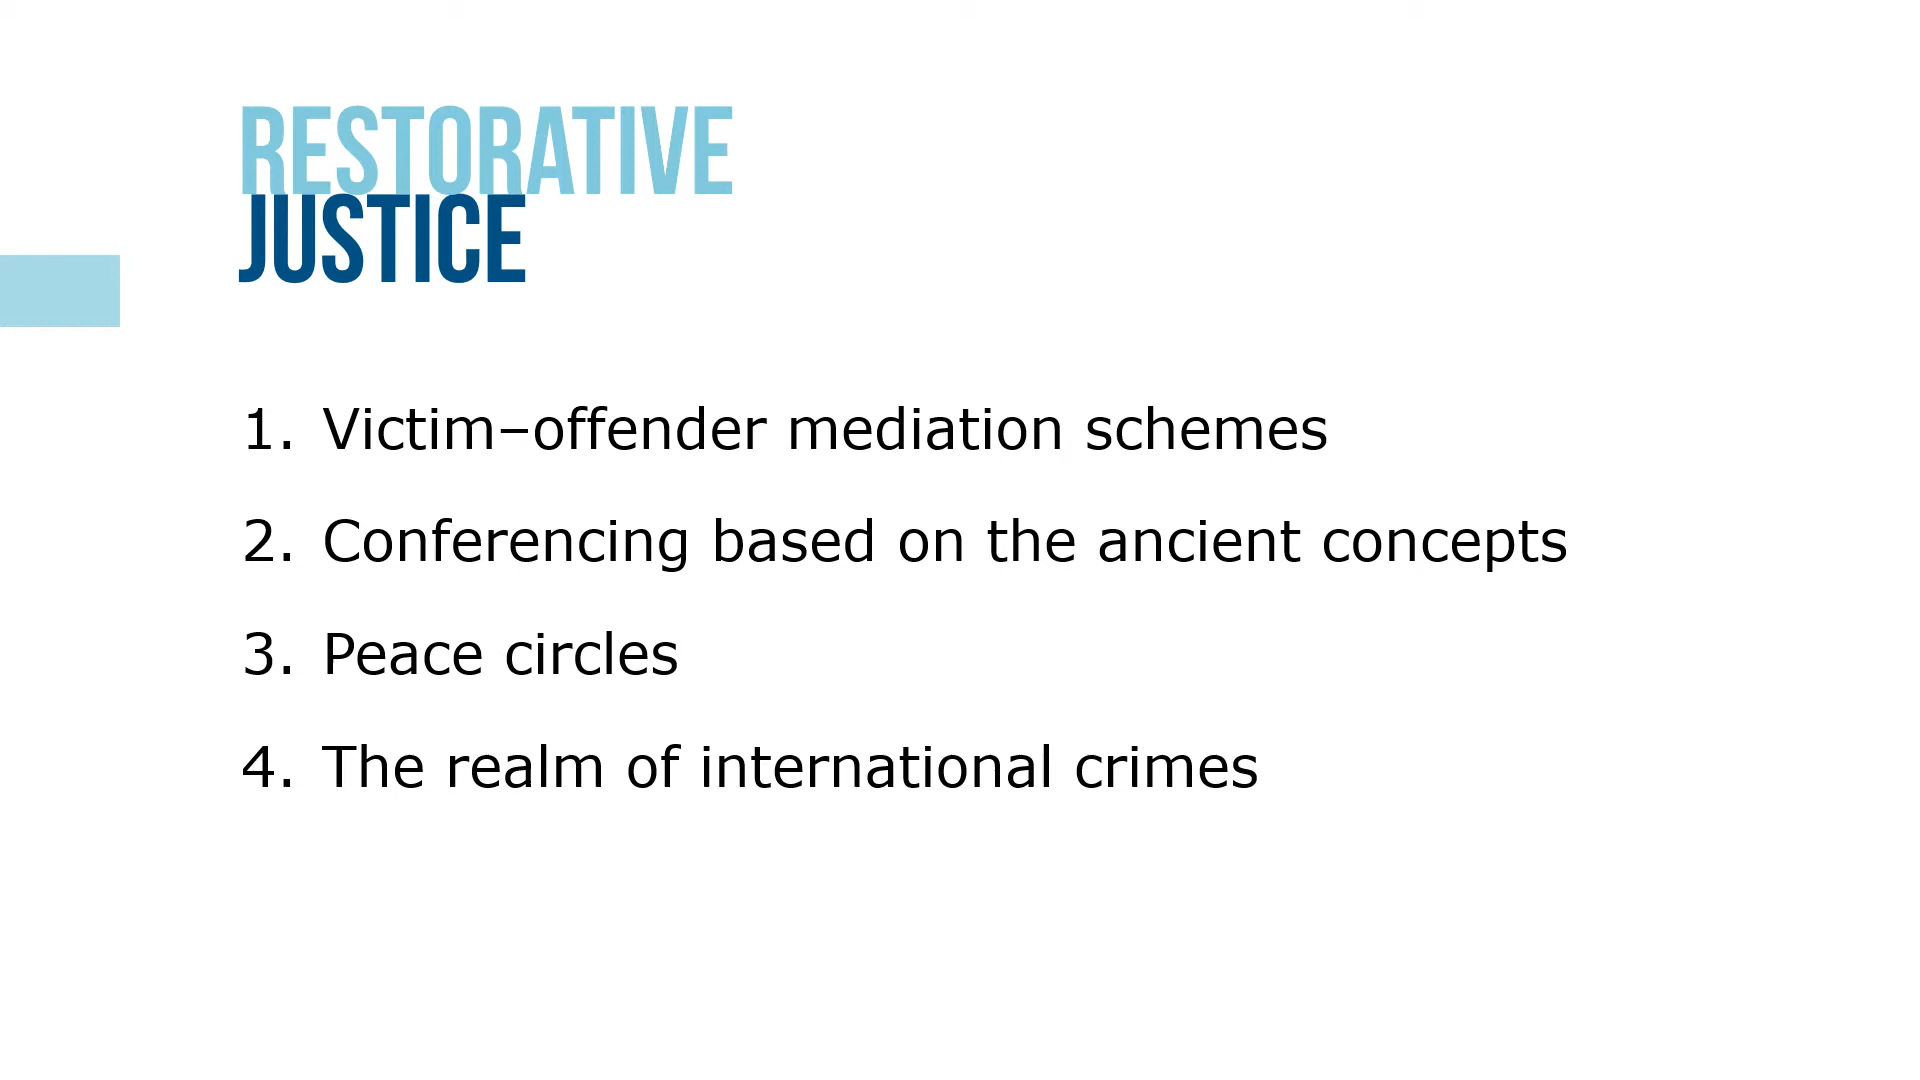 RESTORATIVE
JUSTICE
1. Victim–offender mediation schemes
2. Conferencing based on the ancient concepts
3. Peace circles
4. The realm of international crimes